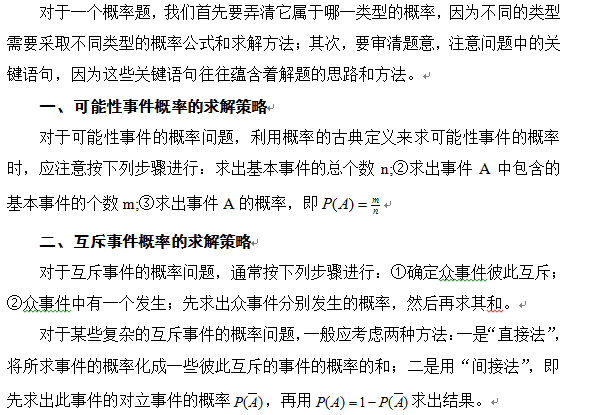 对于一个概率题，我们首先要弄清它属于哪一类型的概率，因为不同的类型
需要采取不同类型的概率公式和求解方法；其次，要审清题意，注意问题中的关
键语句，因为这些关键语句往往蕴含着解题的思路和方法。
一、可能性事件概率的求解策略
对于可能性事件的概率问题，利用概率的古典定义来求可能性事件的概率
时，应注意按下列步骤进行：求出基本事件的总个数 n;②求出事件 A 中包含的
基本事件的个数 m;③求出事件 A 的概率，即 P(A) = m/n
二、互斥事件概率的求解策略
对于互斥事件的概率问题，通常按下列步骤进行：①确定众事件彼此互斥；
②众事件中有一个发生；先求出众事件分别发生的概率，然后再求其和。
对于某些复杂的互斥事件的概率问题，一般应考虑两种方法：一是“直接法”，
将所求事件的概率化成一些彼此互斥的事件的概率的和；二是用“间接法”，即
先求出此事件的对立事件的概率 P(A̅)，再用 P(A) = 1 − P(A̅) 求出结果。